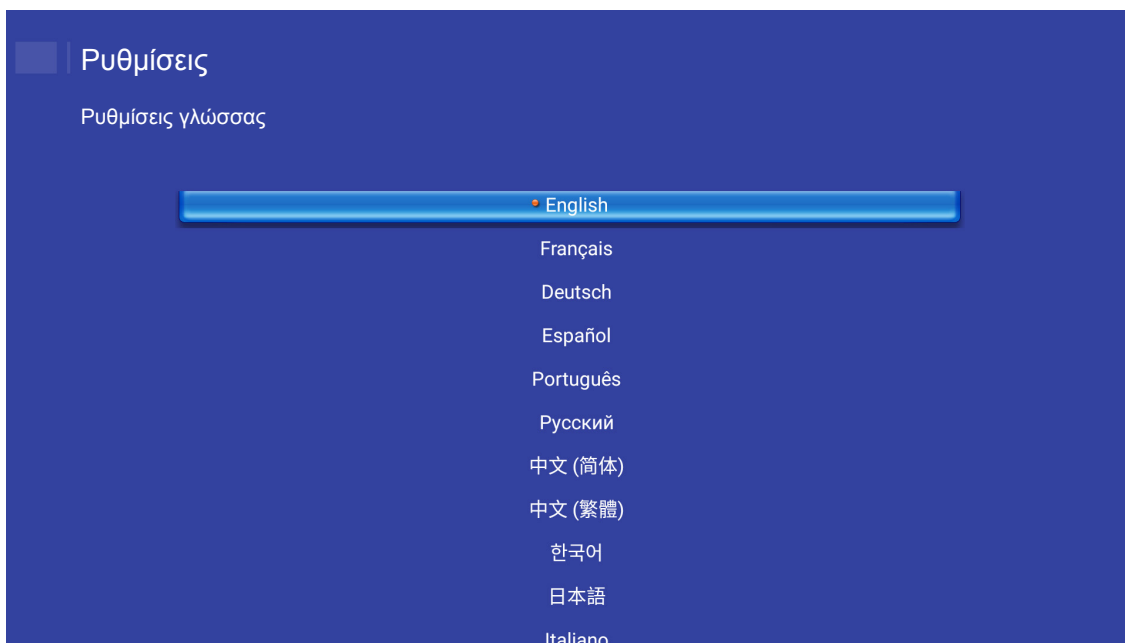 Ρυθμίσεις
Ρυθμίσεις γλώσσας
English
Français
Deutsch
Español
Português
Русский
中文 (简体)
中文 (繁體)
한국어
日本語
Italiano